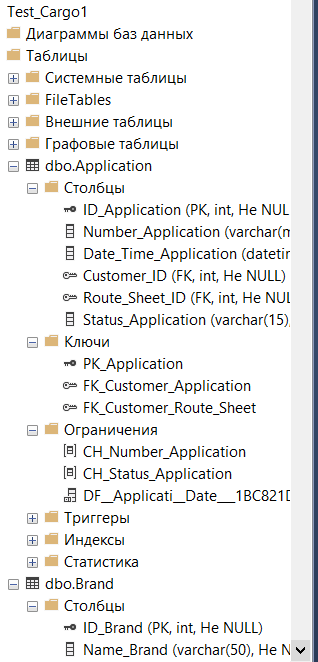 Test_Cargo1
Диаграммы баз данных
Таблицы
Системные таблицы
FileTables
Внешние таблицы
Графовые таблицы
dbo.Application
Столбцы
ID_Application (PK, int, Не NUL
Number_Application (varchar(m
Date_Time_Application (datetin
Customer_ID (FK, int, Не NULL)
Route_Sheet_ID (FK, int, Не NUL
Status_Application (varchar(15),
Ключи
PK_Application
FK_Customer_Application
FK_Customer_Route_Sheet
Ограничения
CH_Number_Application
CH_Status_Application
DF__Applicati__Date___1BC821D
Триггеры
Индексы
Статистика
dbo.Brand
Столбцы
ID_Brand (PK, int, Не NULL)
Name_Brand (varchar(50), Не N